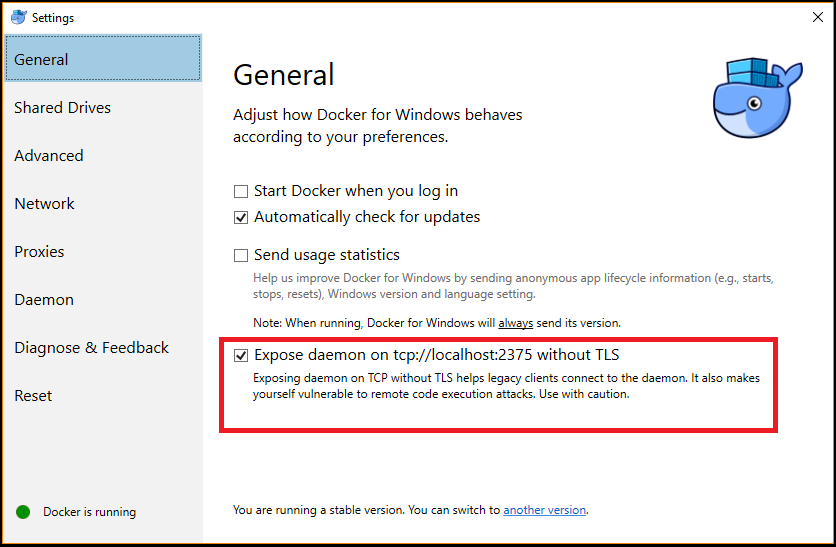 Settings
General
Shared Drives
Advanced
Network
Proxies
Daemon
Diagnose & Feedback
Reset
Docker is running
General
Adjust how Docker for Windows behaves
according to your preferences.
Start Docker when you log in
Automatically check for updates
Send usage statistics
Help us improve Docker for Windows by sending anonymous app lifecycle information (e.g., starts,
stops, resets), Windows version and language setting.
Note: When running, Docker for Windows will always send its version.
Expose daemon on tcp://localhost:2375 without TLS
Exposing daemon on TCP without TLS helps legacy clients connect to the daemon. It also makes
yourself vulnerable to remote code execution attacks. Use with caution.
You are running a stable version. You can switch to another version.